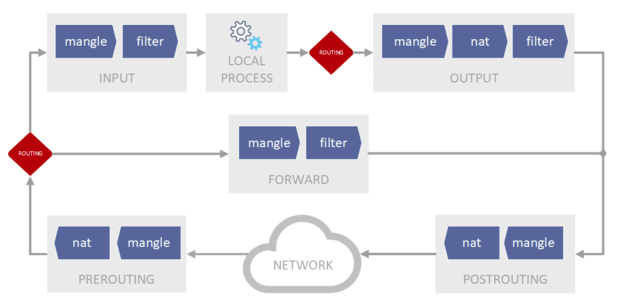 mangle filter
INPUT
LOCAL
PROCESS
ROUTING
mangle nat filter
OUTPUT
ROUTING
mangle filter
FORWARD
nat mangle
PREROUTING
NETWORK
nat mangle
POSTROUTING